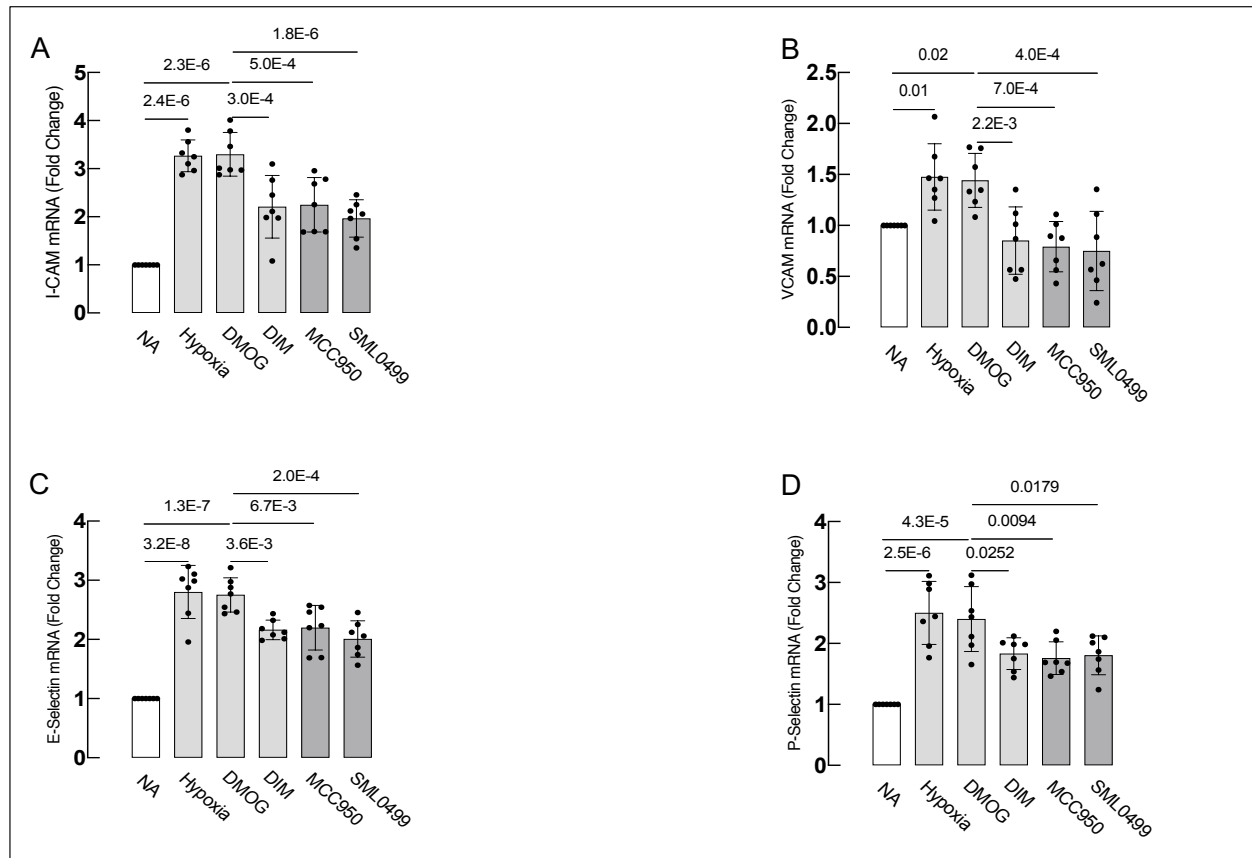 A
1.8E-6
2.3E-6
5.0E-4
2.4E-6
3.0E-4
I-CAM mRNA (Fold Change)
5
4
3
2
1
0
NA
Hypoxia
DMOG
DIM
MCC950
SML0499
B
0.02
4.0E-4
0.01
7.0E-4
2.2E-3
VCAM mRNA (Fold Change)
2.5
2.0
1.5
1.0
0.5
0.0
NA
Hypoxia
DMOG
DIM
MCC950
SML0499
C
2.0E-4
1.3E-7
6.7E-3
3.2E-8
3.6E-3
E-Selectin mRNA (Fold Change)
4
3
2
1
0
NA
Hypoxia
DMOG
DIM
MCC950
SML0499
D
0.0179
4.3E-5
0.0094
2.5E-6
0.0252
P-Selectin mRNA (Fold Change)
4
3
2
1
0
NA
Hypoxia
DMOG
DIM
MCC950
SML0499